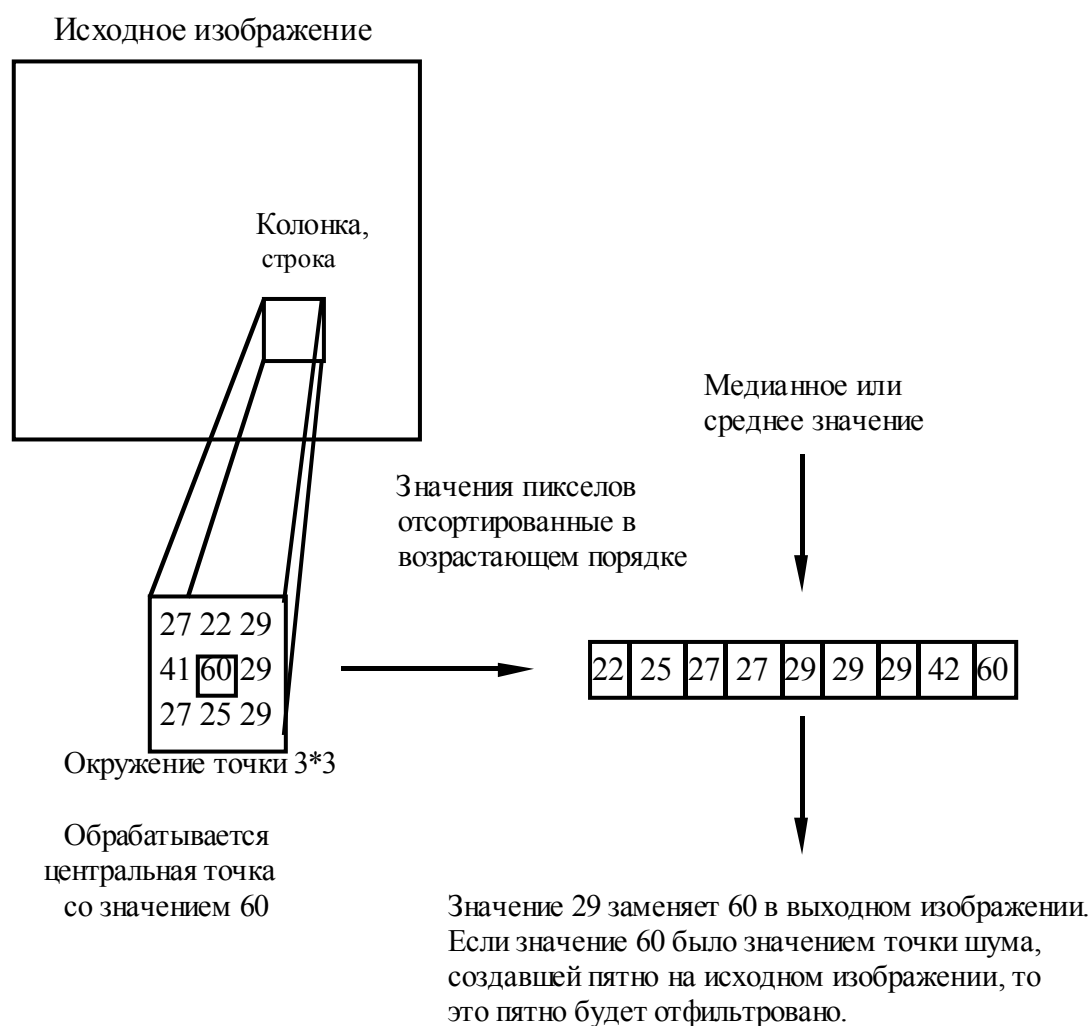 Исходное изображение
Колонка,
строка
Медианное или
среднее значение
Значения пикселов
отсортированные в
возрастающем порядке
27 22 29
41 60 29
27 25 29
22 25 27 27 29 29 29 42 60
Окружение точки 3*3
Обрабатывается
центральная точка
со значением 60
Значение 29 заменяет 60 в выходном изображении.
Если значение 60 было значением точки шума,
создавшей пятно на исходном изображении, то
это пятно будет отфильтровано.